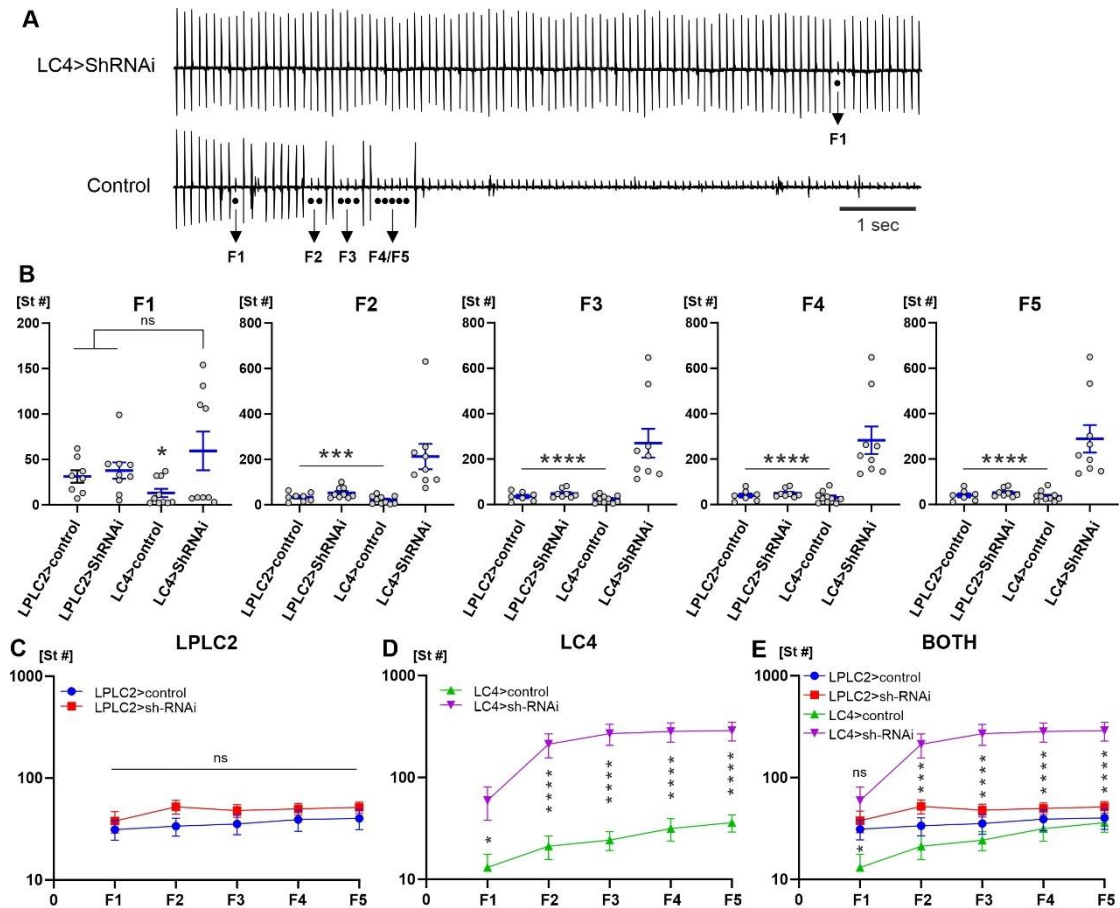 A
LC4>ShRNAi
F1
Control
1 sec
F1 F2 F3 F4/F5
B
[St #] F1 [St #] F2 [St #] F3 [St #] F4 [St #] F5
ns
200 800 800 800 800
150 600 600 600 600
100 400 400 400 400
50 200 200 200 200
0 0 0 0 0
* *** **** **** ****
LPLC2>control LPLC2>ShRNAi LC4>control LC4>ShRNAi
LPLC2>control LPLC2>ShRNAi LC4>control LC4>ShRNAi
LPLC2>control LPLC2>ShRNAi LC4>control LC4>ShRNAi
LPLC2>control LPLC2>ShRNAi LC4>control LC4>ShRNAi
LPLC2>control LPLC2>ShRNAi LC4>control LC4>ShRNAi
C [St #] LPLC2
1000
LPLC2>control
LPLC2>sh-RNAi
ns
100
10
0 F1 F2 F3 F4 F5
D [St #] LC4
1000
LC4>control
LC4>sh-RNAi
100
* **** **** **** ****
10
0 F1 F2 F3 F4 F5
E [St #] BOTH
1000
LPLC2>control
LPLC2>sh-RNAi
LC4>control
LC4>sh-RNAi
ns *** **** **** ****
100
*
10
0 F1 F2 F3 F4 F5